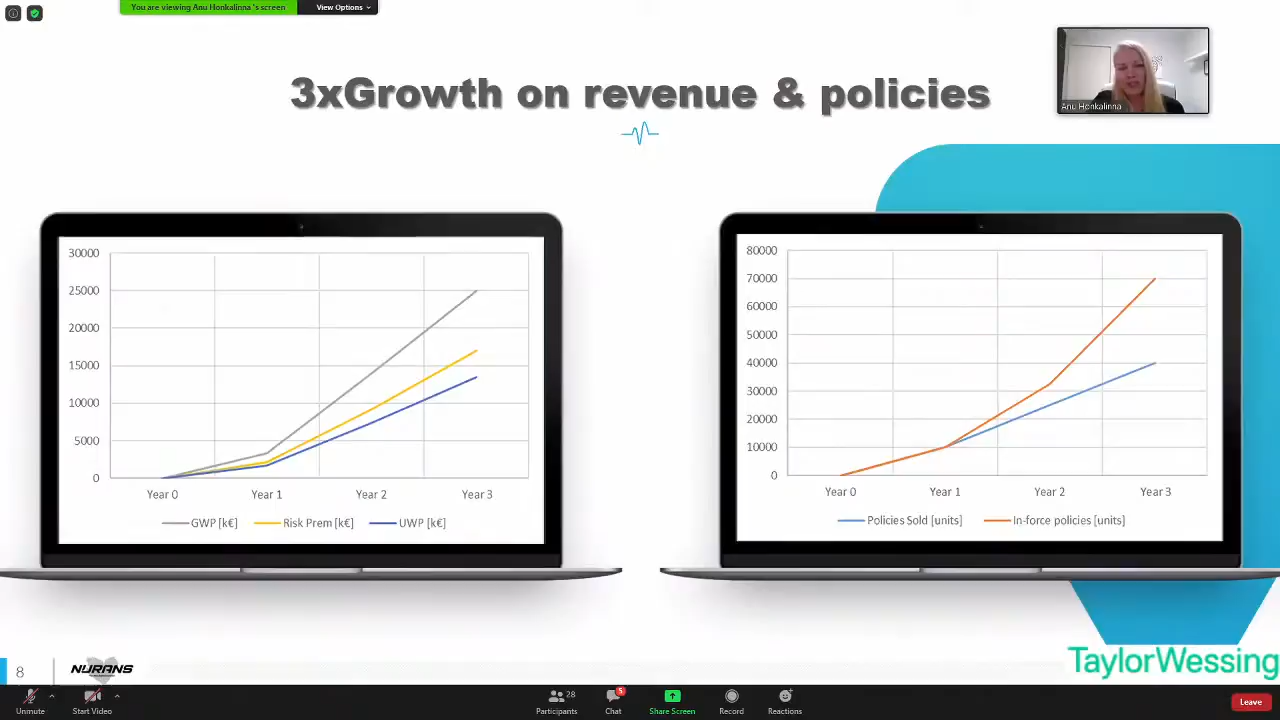 You are viewing Anu Honkalinna 's screen
View Options
3xGrowth on revenue & policies
Anu Honkalinna
30000
25000
20000
15000
10000
5000
0
Year 0 Year 1 Year 2 Year 3
GWP [k€] Risk Prem [k€] UWP [k€]
80000
70000
60000
50000
40000
30000
20000
10000
0
Year 0 Year 1 Year 2 Year 3
Policies Sold [units] In-force policies [units]
8 NURANS
TaylorWessing
Unmute Start Video Participants 28 Chat 5 Share Screen Record Reactions Leave